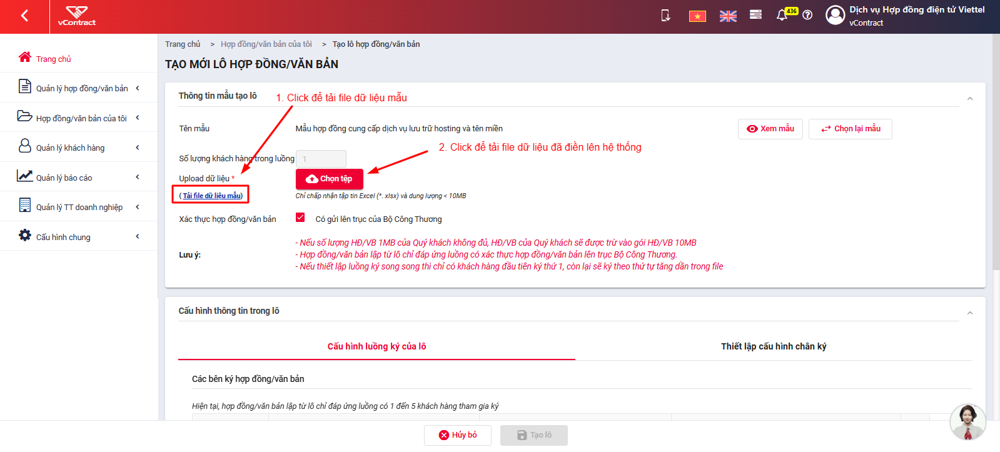 vContract
436
Dịch vụ Hợp đồng điện tử Viettel
vContract
Trang chủ
Quản lý hợp đồng/văn bản
Hợp đồng/văn bản của tôi
Quản lý khách hàng
Quản lý báo cáo
Quản lý TT doanh nghiệp
Cấu hình chung
Trang chủ > Hợp đồng/văn bản của tôi > Tạo lô hợp đồng/văn bản
TẠO MỚI LÔ HỢP ĐỒNG/VĂN BẢN
Thông tin mẫu tạo lô
1. Click để tải file dữ liệu mẫu
Tên mẫu
Mẫu hợp đồng cung cấp dịch vụ lưu trữ hosting và tên miền
Xem mẫu
Chọn lại mẫu
2. Click để tải file dữ liệu đã điền lên hệ thống
Số lượng khách hàng trong luồng
1
Upload dữ liệu *
Chọn tệp
( Tải file dữ liệu mẫu)
Chỉ chấp nhận tập tin Excel (*. xlsx) và dung lượng < 10MB
Xác thực hợp đồng/văn bản
Có gửi lên trục của Bộ Công Thương
Lưu ý:
- Nếu số lượng HĐ/VB 1MB của Quý khách không đủ, HĐ/VB của Quý khách sẽ được trừ vào gói HĐ/VB 10MB
- Hợp đồng/văn bản lập từ lô chỉ đáp ứng luồng có xác thực hợp đồng/văn bản lên trục Bộ Công Thương.
- Nếu thiết lập luồng ký song song thì chỉ có khách hàng đầu tiên ký thứ 1, còn lại sẽ ký theo thứ tự tăng dần trong file
Cấu hình thông tin trong lô
Cấu hình luồng ký của lô
Thiết lập cấu hình chân ký
Các bên ký hợp đồng/văn bản
Hiện tại, hợp đồng/văn bản lập từ lô chỉ đáp ứng luồng có 1 đến 5 khách hàng tham gia ký
Hủy bỏ
Tạo lô